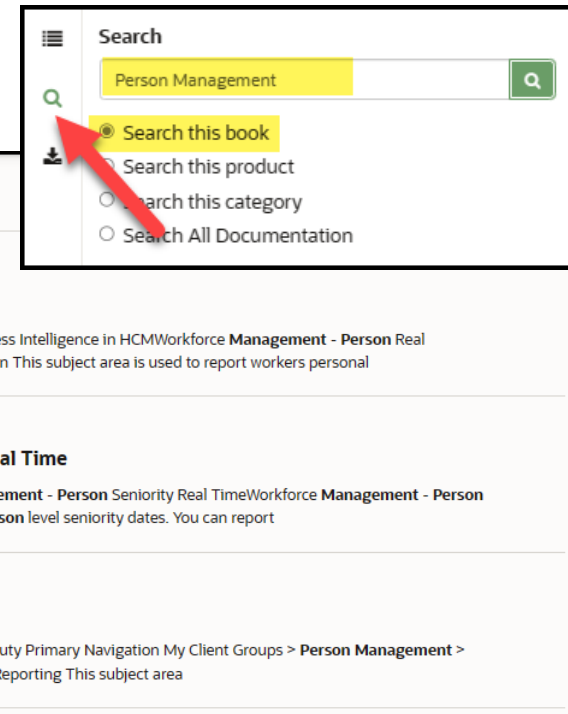 Search
Person Management
Search this book
Search this product
Search this category
Search All Documentation
ess Intelligence in HCMWorkforce Management - Person Real
n This subject area is used to report workers personal
al Time
ement - Person Seniority Real TimeWorkforce Management - Person
son level seniority dates. You can report
uty Primary Navigation My Client Groups > Person Management >
Reporting This subject area